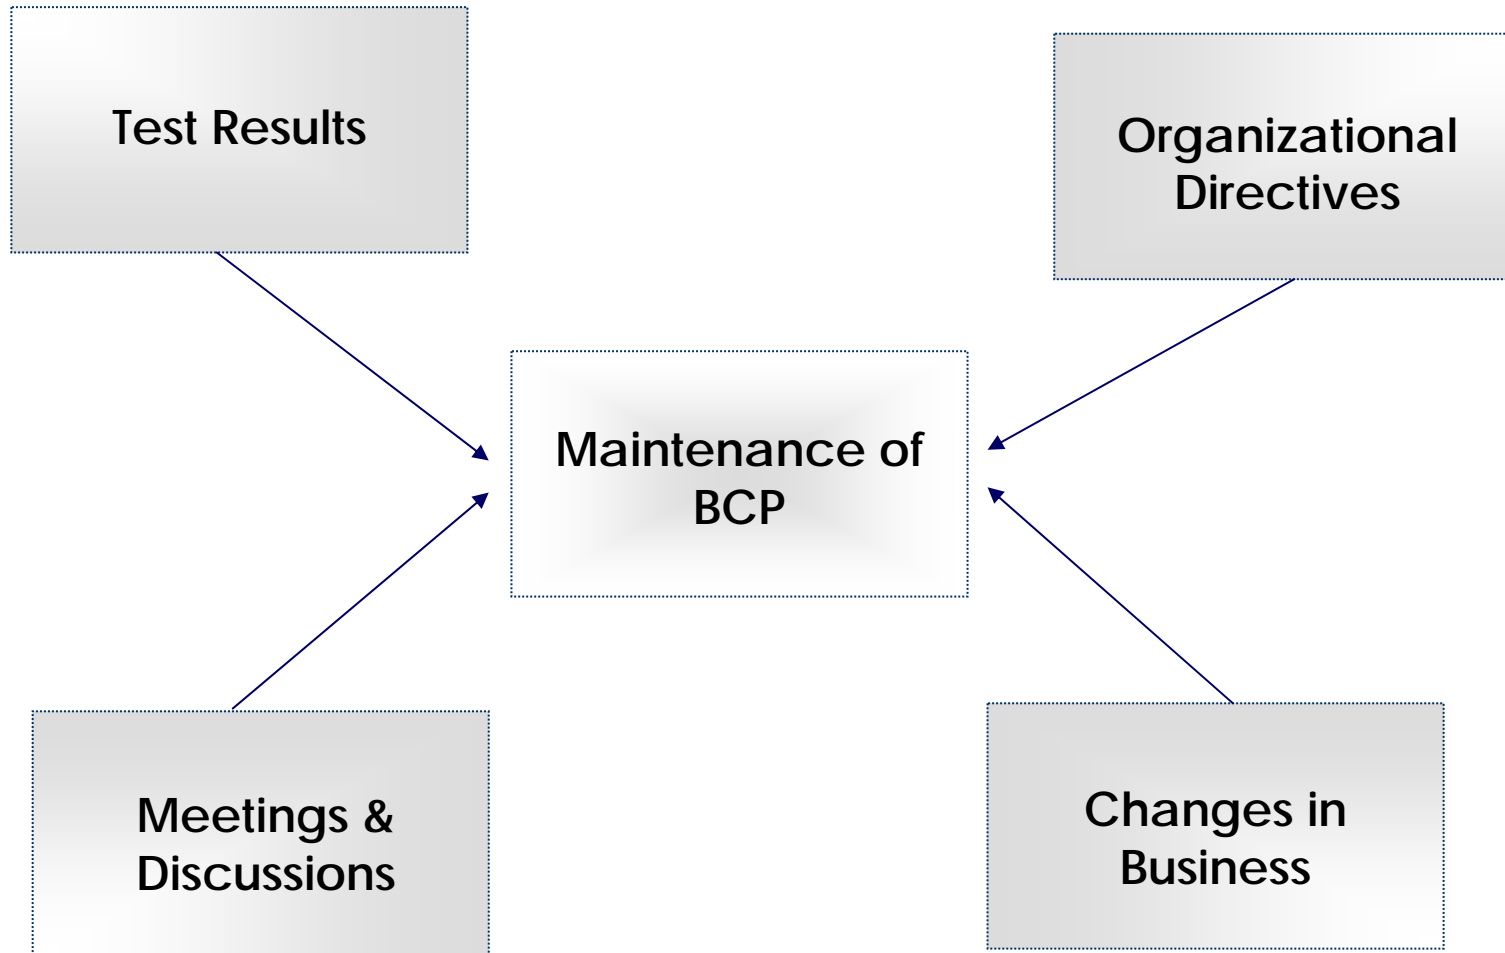 Test Results
Organizational
Directives
Maintenance of
BCP
Meetings &
Discussions
Changes in
Business